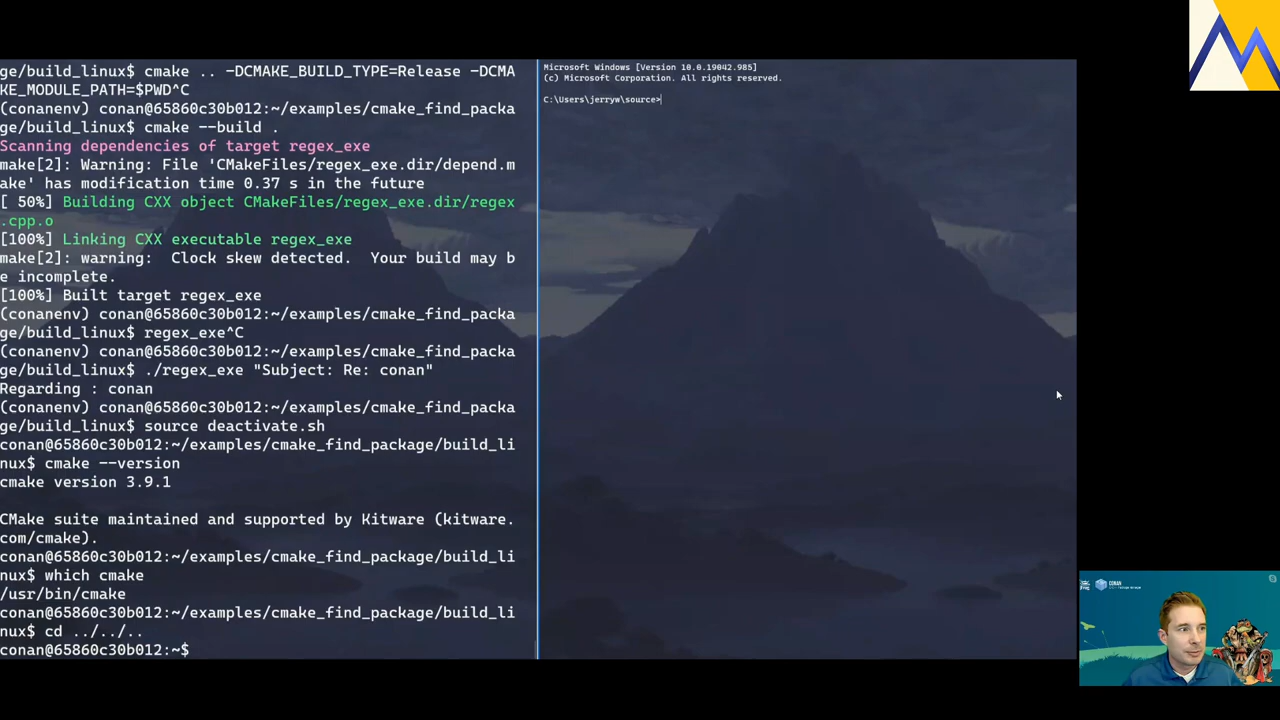 ge/build_linux$ cmake .. -DCMAKE_BUILD_TYPE=Release -DCMA
KE_MODULE_PATH=$PWD^C
(conanenv) conan@65860c30b012:~/examples/cmake_find_packa
ge/build_linux$ cmake --build .
Scanning dependencies of target regex_exe
make[2]: Warning: File 'CMakeFiles/regex_exe.dir/depend.m
ake' has modification time 0.37 s in the future
[ 50%] Building CXX object CMakeFiles/regex_exe.dir/regex
.cpp.o
[100%] Linking CXX executable regex_exe
make[2]: warning:  Clock skew detected.  Your build may b
e incomplete.
[100%] Built target regex_exe
(conanenv) conan@65860c30b012:~/examples/cmake_find_packa
ge/build_linux$ regex_exe^C
(conanenv) conan@65860c30b012:~/examples/cmake_find_packa
ge/build_linux$ ./regex_exe "Subject: Re: conan"
Regarding : conan
(conanenv) conan@65860c30b012:~/examples/cmake_find_packa
ge/build_linux$ source deactivate.sh
conan@65860c30b012:~/examples/cmake_find_package/build_li
nux$ cmake --version
cmake version 3.9.1
CMake suite maintained and supported by Kitware (kitware.
com/cmake).
conan@65860c30b012:~/examples/cmake_find_package/build_li
nux$ which cmake
/usr/bin/cmake
conan@65860c30b012:~/examples/cmake_find_package/build_li
nux$ cd ../../..
conan@65860c30b012:~$
Microsoft Windows [Version 10.0.19042.985]
(c) Microsoft Corporation. All rights reserved.
C:\Users\jerryw\source>
CONAN